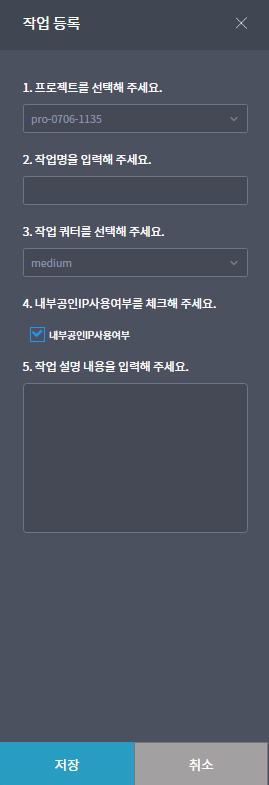 작업 등록
1. 프로젝트를 선택해 주세요.
pro-0706-1135
2. 작업명을 입력해 주세요.
3. 작업 쿼터를 선택해 주세요.
medium
4. 내부공인IP사용여부를 체크해 주세요.
내부공인IP사용여부
5. 작업 설명 내용을 입력해 주세요.
저장
취소